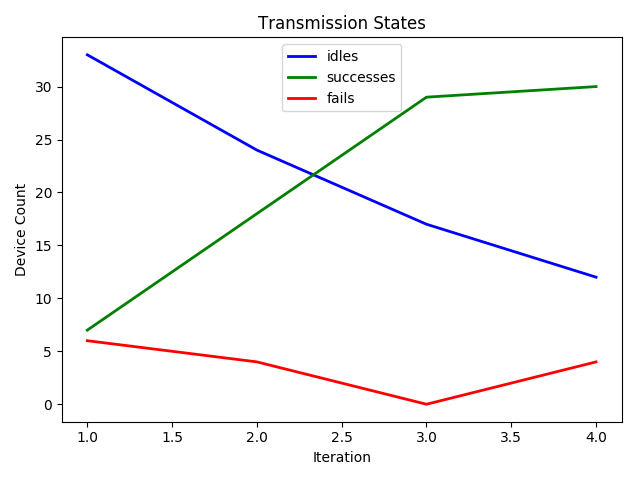 Transmission States
idles
successes
fails
Device Count
30
25
20
15
10
5
0
1.0 1.5 2.0 2.5 3.0 3.5 4.0
Iteration